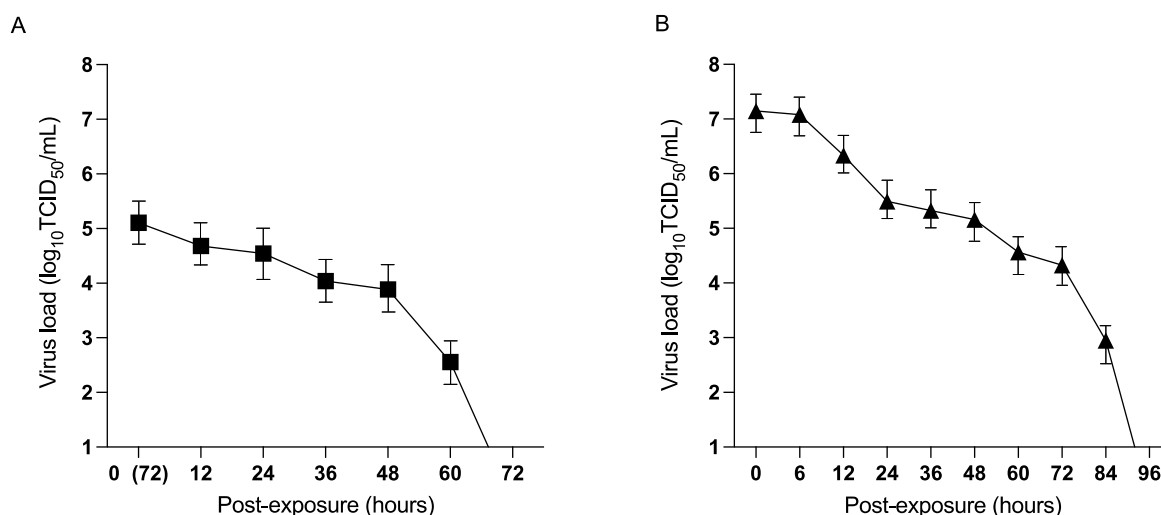 A
8
7
6
5
4
3
2
1
Virus load (log10TCID50/mL)
0 (72) 12 24 36 48 60 72
Post-exposure (hours)
B
8
7
6
5
4
3
2
1
Virus load (log10TCID50/mL)
0 6 12 24 36 48 60 72 84 96
Post-exposure (hours)